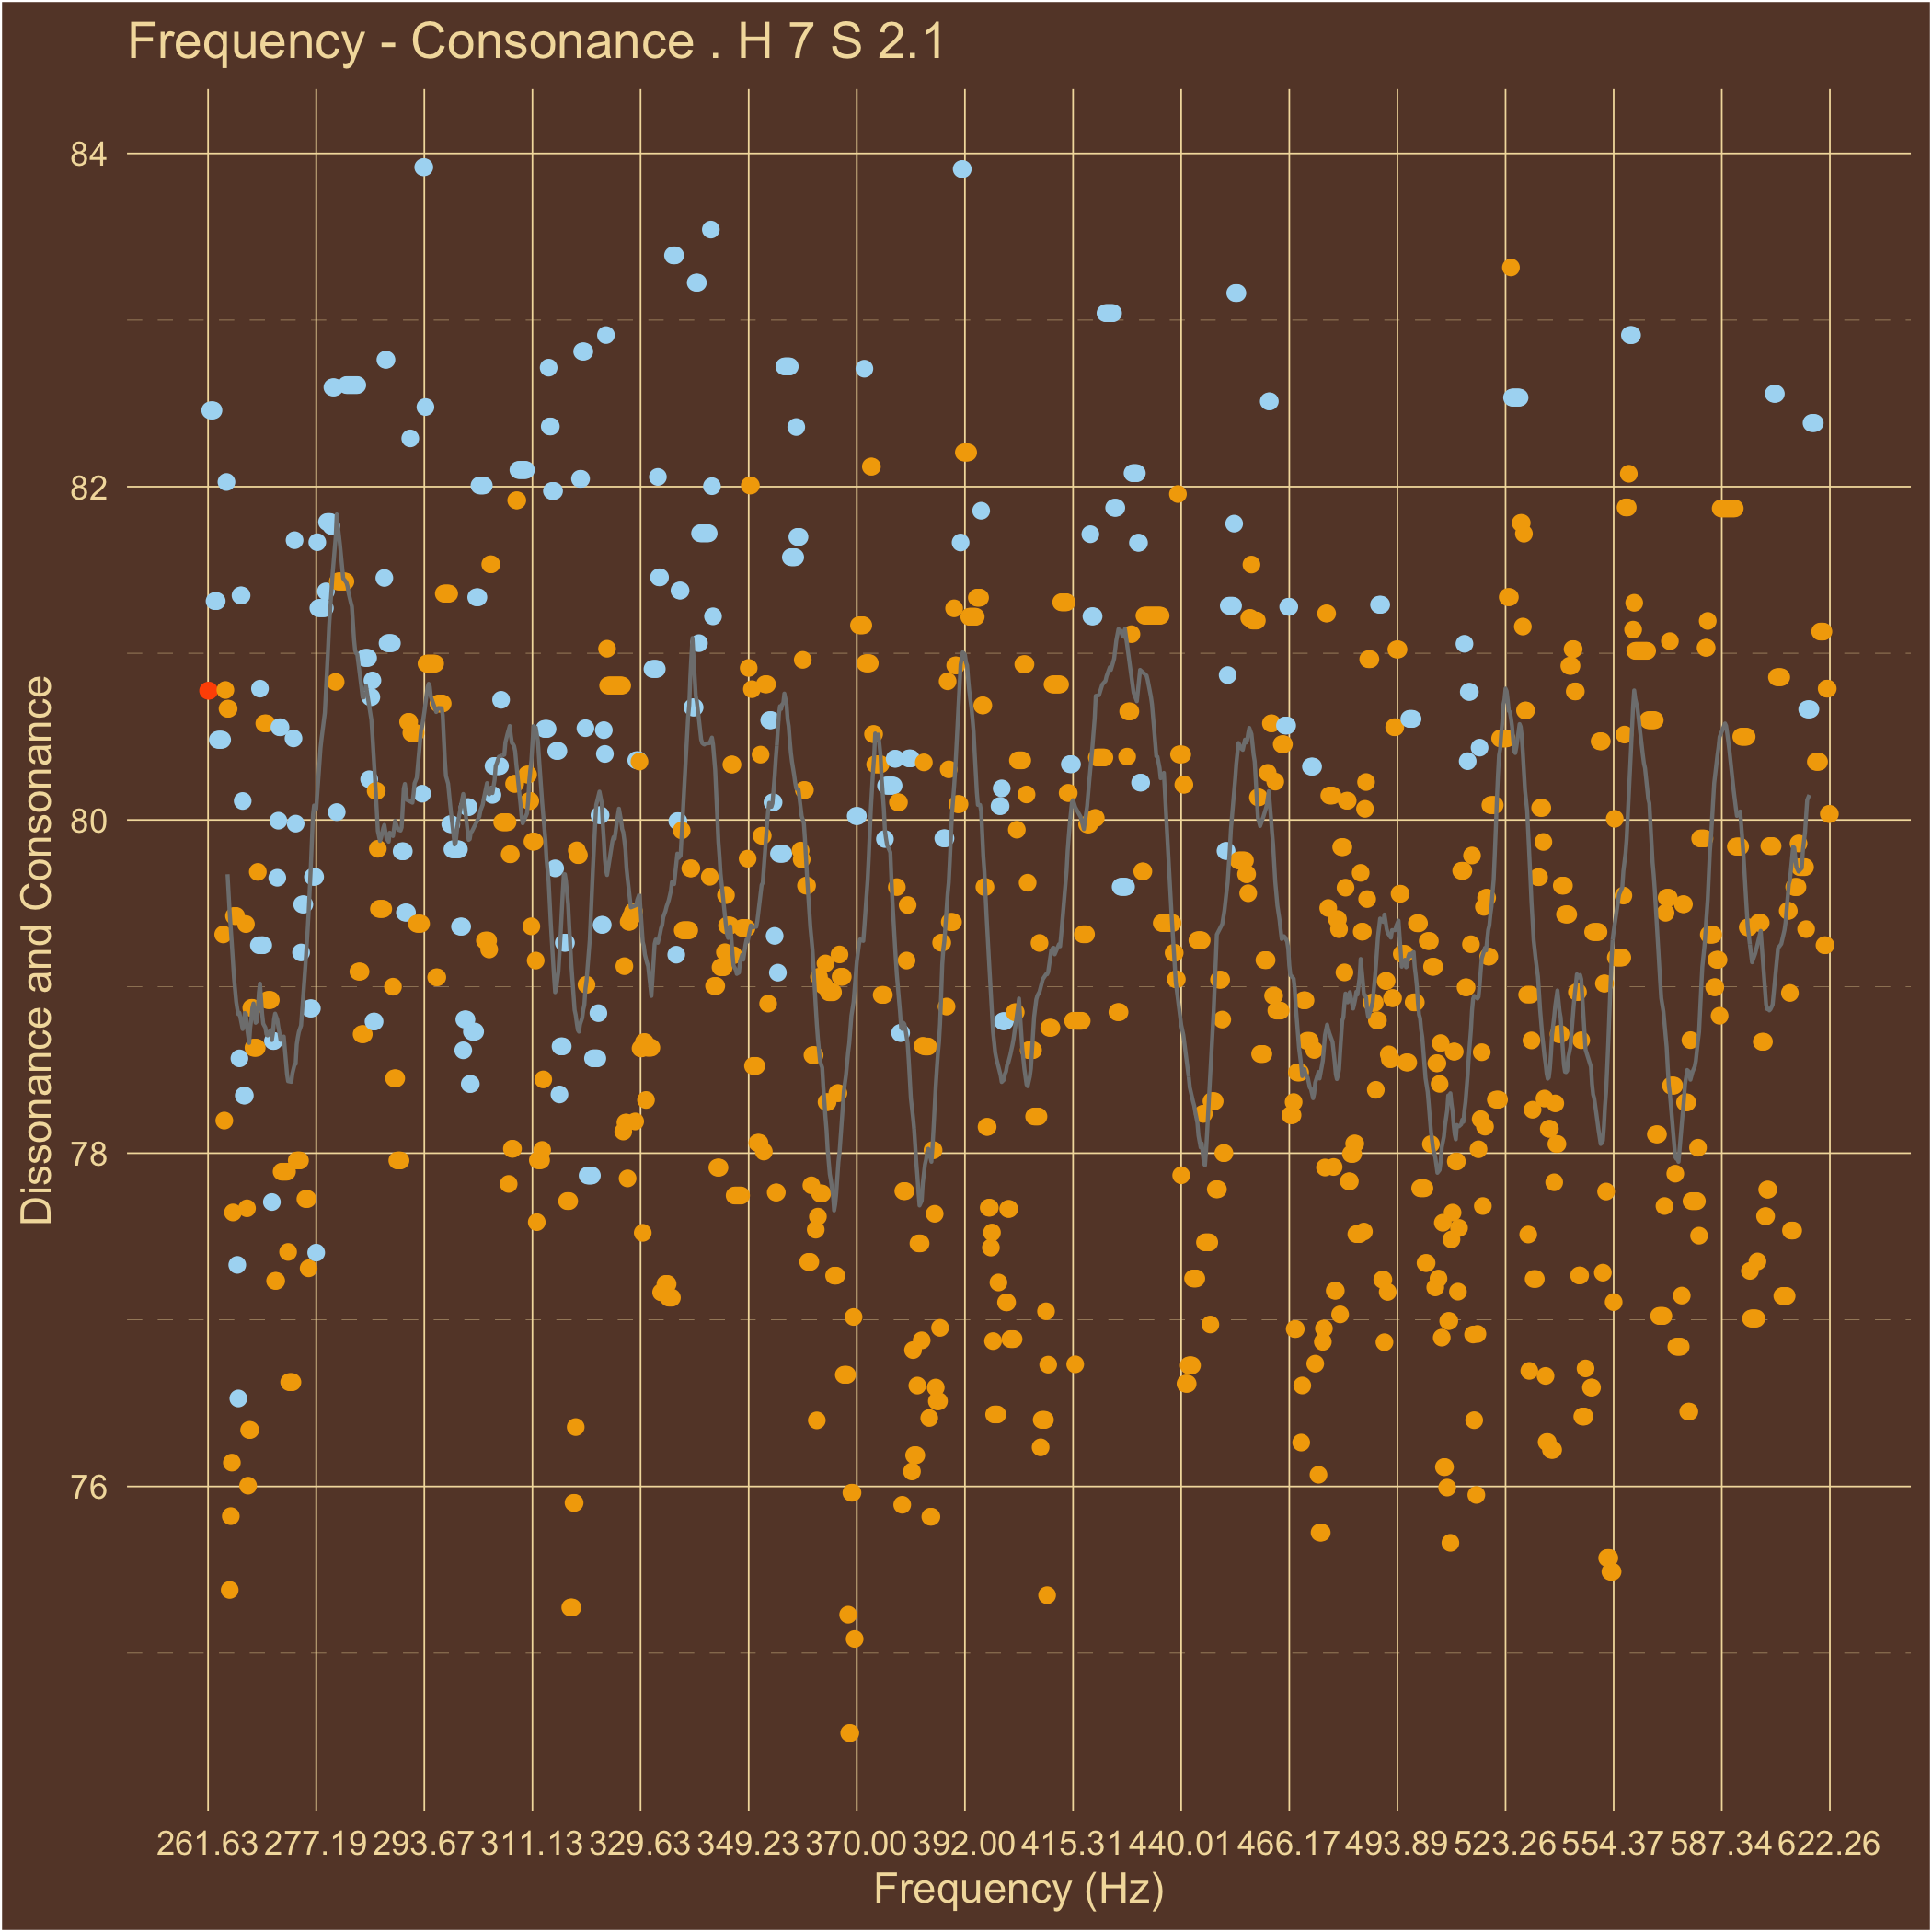 Frequency - Consonance . H 7 S 2.1
84
82
80
78
76
Dissonance and Consonance
261.63 277.19 293.67 311.13 329.63 349.23 370.00 392.00 415.31 440.01 466.17 493.89 523.26 554.37 587.34 622.26
Frequency (Hz)